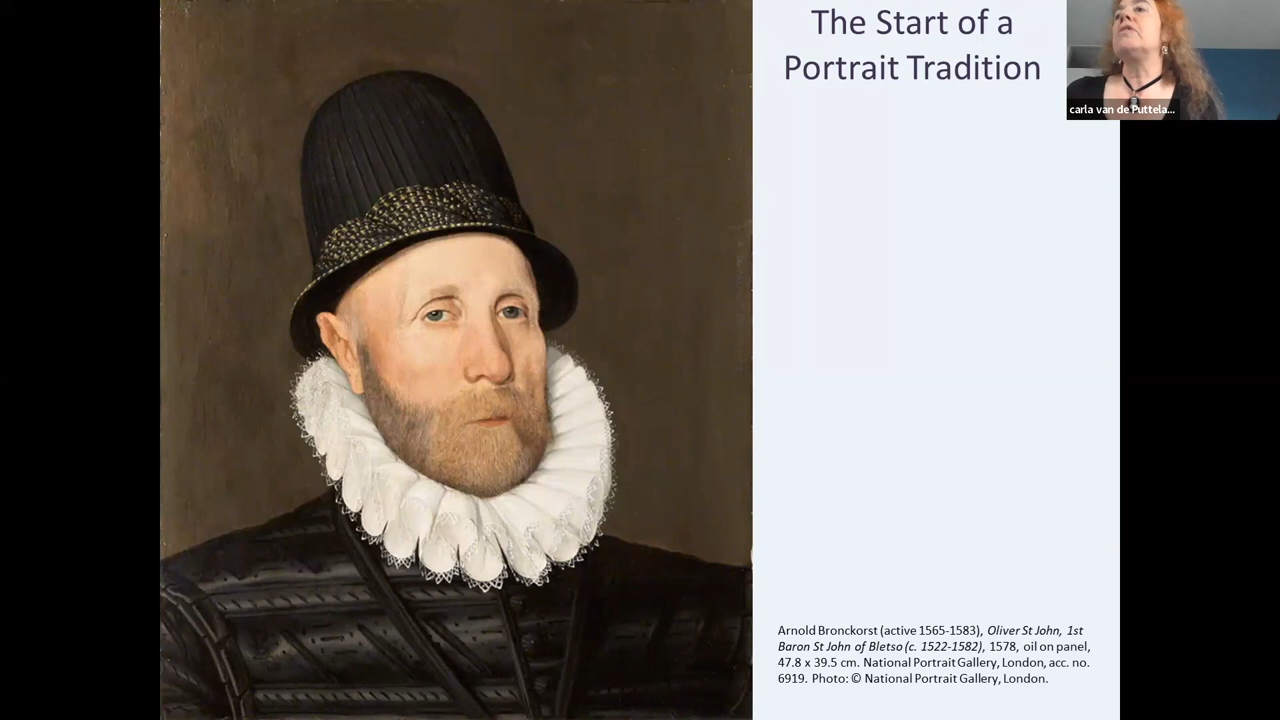 The Start of a
Portrait Tradition
carla van de Puttela...
Arnold Bronckorst (active 1565-1583), Oliver St John, 1st
Baron St John of Bletso (c. 1522-1582), 1578, oil on panel,
47.8 x 39.5 cm. National Portrait Gallery, London, acc. no.
6919. Photo: © National Portrait Gallery, London.